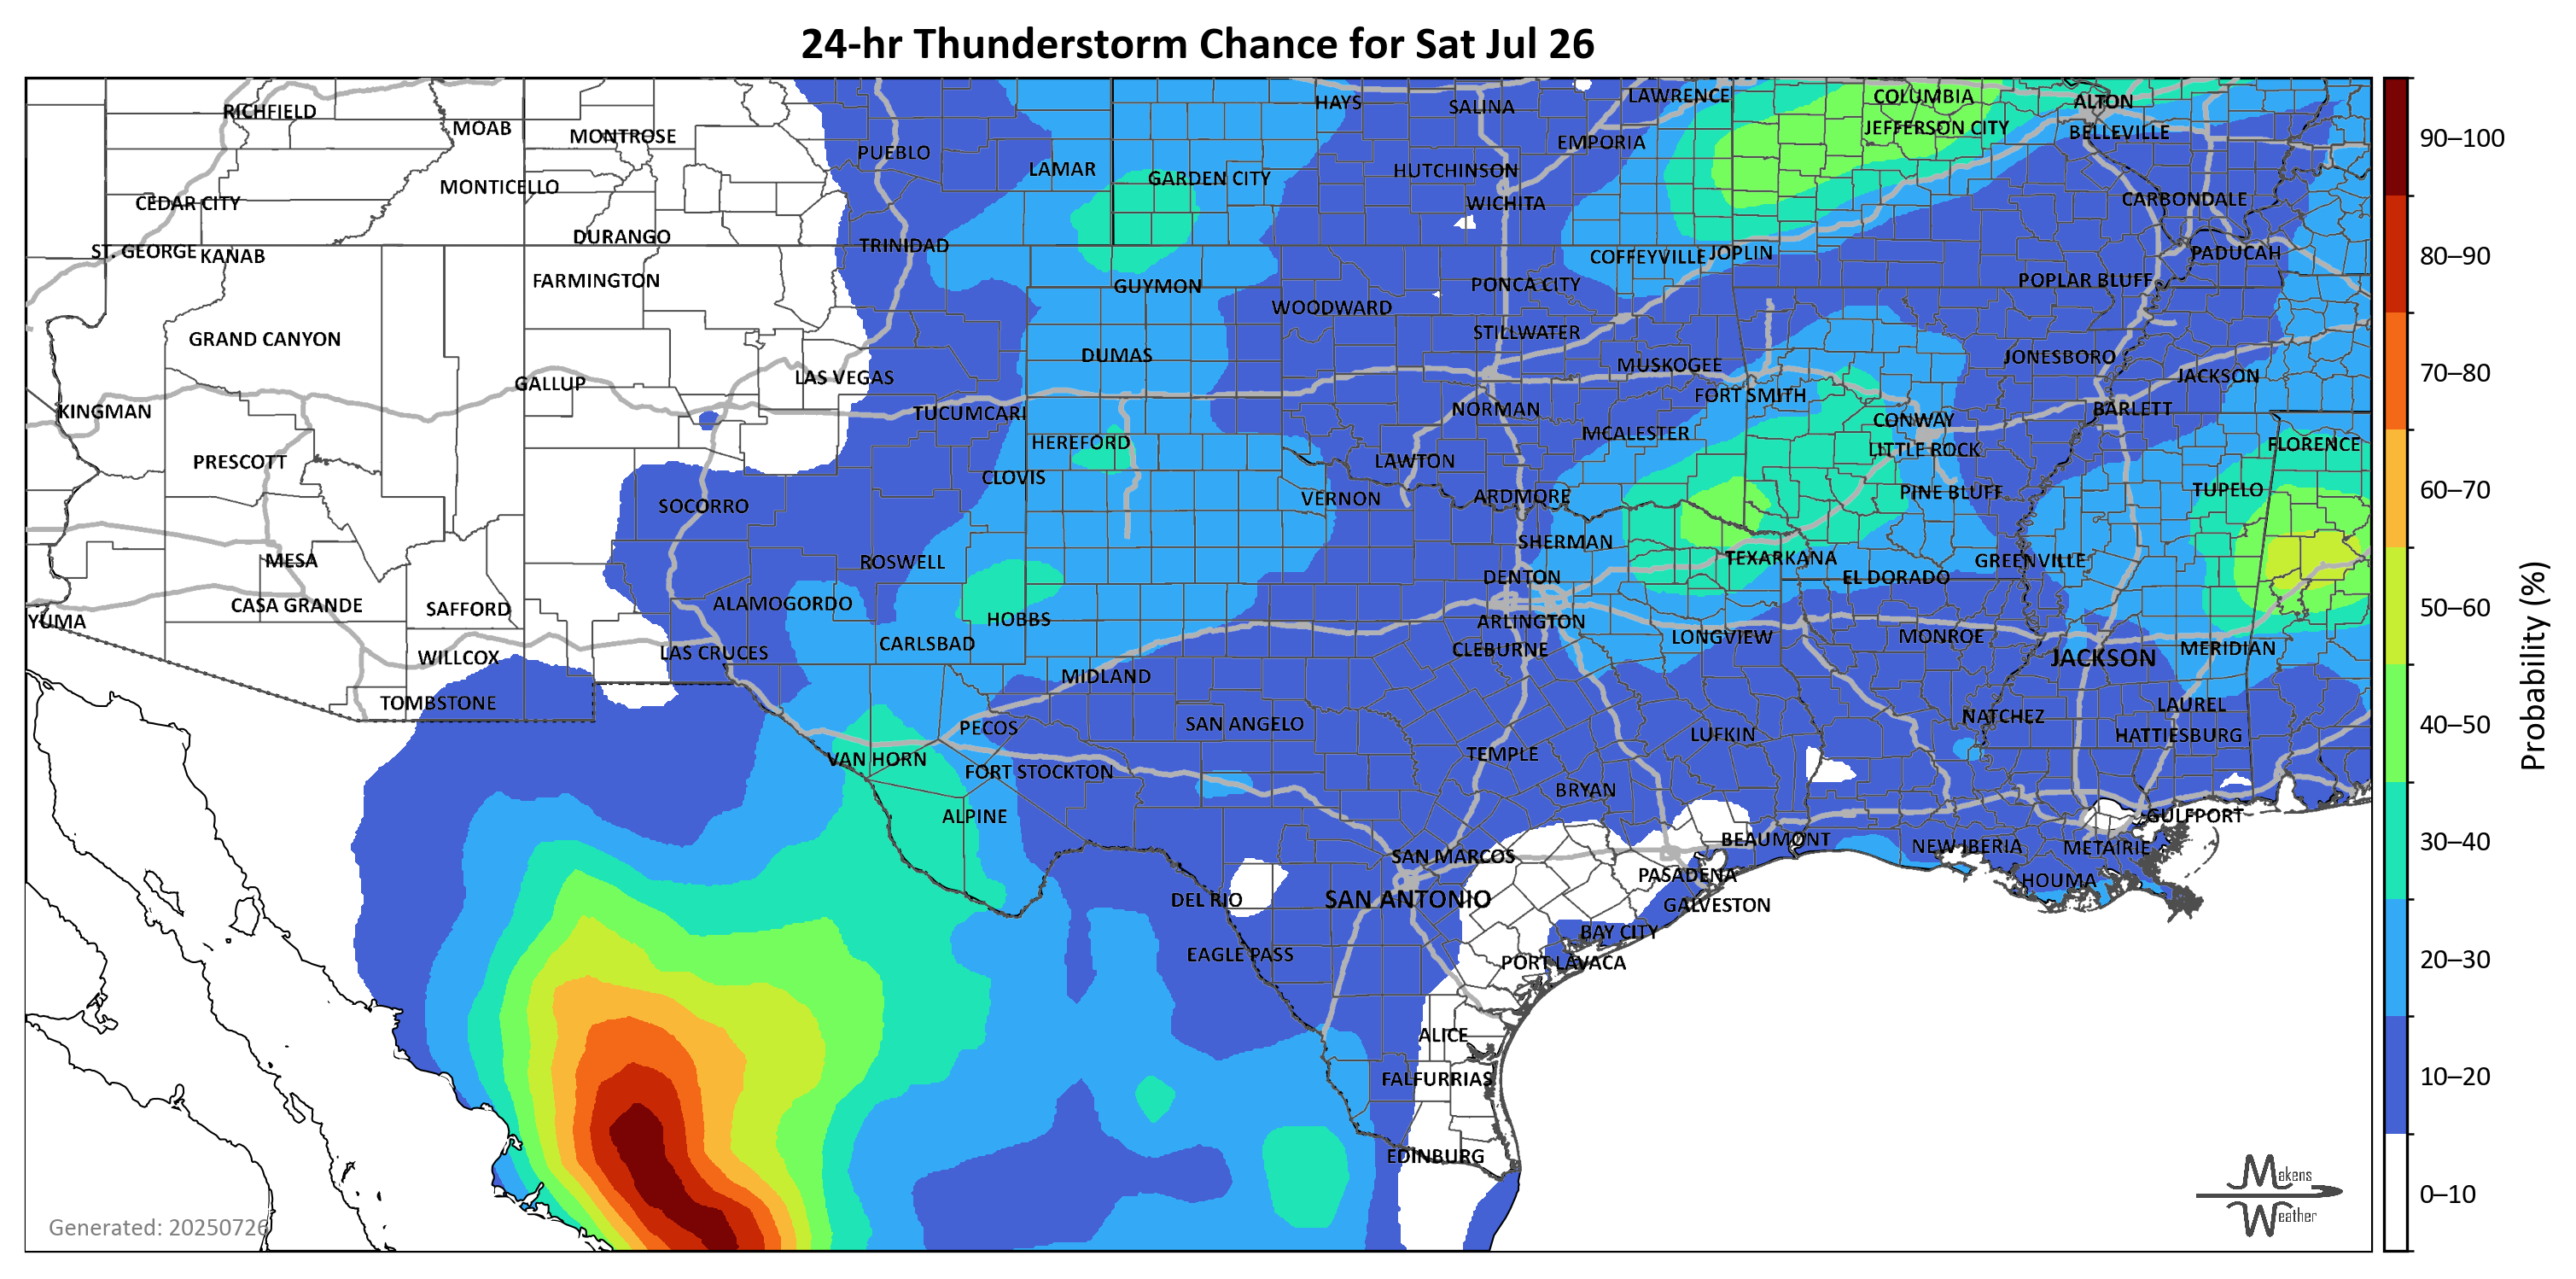 24-hr Thunderstorm Chance for Sat Jul 26
RICHFIELD
MOAB
MONTROSE
PUEBLO
LAMAR
GARDEN CITY
HAYS
SALINA
LAWRENCE
COLUMBIA
ALTON
EMPORIA
JEFFERSON CITY
BELLEVILLE
HUTCHINSON
CEDAR CITY
MONTICELLO
WICHITA
CARBONDALE
ST. GEORGE
KANAB
DURANGO
TRINIDAD
COFFEYVILLE
JOPLIN
PADUCAH
FARMINGTON
GUYMON
PONCA CITY
POPLAR BLUFF
WOODWARD
GRAND CANYON
STILLWATER
DUMAS
MUSKOGEE
JONESBORO
GALLUP
LAS VEGAS
FORT SMITH
JACKSON
KINGMAN
TUCUMCARI
NORMAN
CONWAY
BARLETT
HEREFORD
MCALESTER
LITTLE ROCK
FLORENCE
PRESCOTT
CLOVIS
LAWTON
SOCORRO
VERNON
ARDMORE
PINE BLUFF
TUPELO
MESA
ROSWELL
SHERMAN
TEXARKANA
GREENVILLE
CASA GRANDE
SAFFORD
ALAMOGORDO
DENTON
EL DORADO
YUMA
HOBBS
ARLINGTON
WILLCOX
LAS CRUCES
CARLSBAD
CLEBURNE
LONGVIEW
MONROE
JACKSON
MERIDIAN
TOMBSTONE
MIDLAND
PECOS
SAN ANGELO
LUFKIN
NATCHEZ
LAUREL
VAN HORN
FORT STOCKTON
TEMPLE
HATTIESBURG
ALPINE
BRYAN
GULFPORT
SAN MARCOS
BEAUMONT
NEW IBERIA
METAIRIE
DEL RIO
SAN ANTONIO
PASADENA
GALVESTON
HOUMA
EAGLE PASS
BAY CITY
PORT LAVACA
ALICE
FALFURRIAS
EDINBURG
Generated: 20250726
Makens
Weather
90–100
80–90
70–80
60–70
50–60
40–50
30–40
20–30
10–20
0–10
Probability (%)